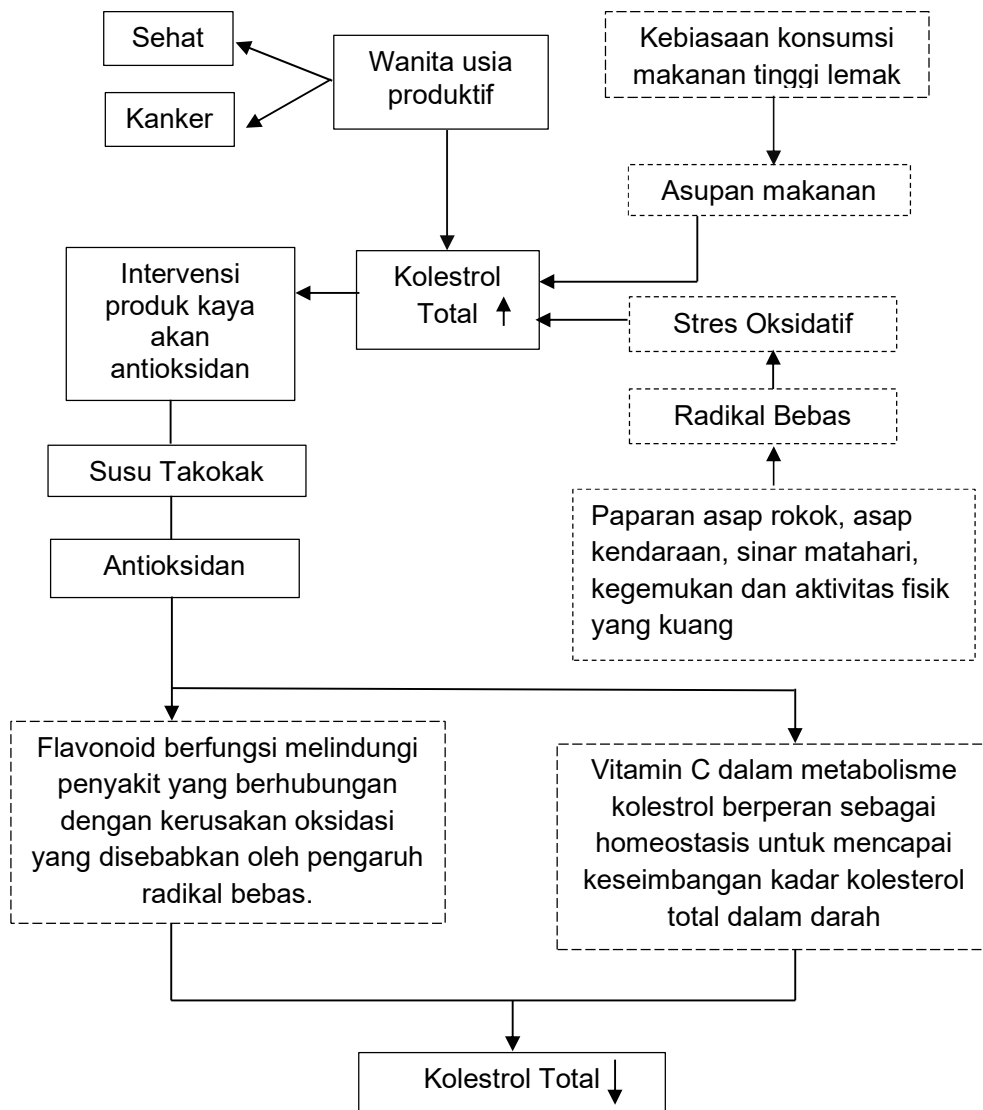 Sehat
Kanker
Wanita usia
produktif
Kebiasaan konsumsi
makanan tinggi lemak
Asupan makanan
Intervensi
produk kaya
akan
antioksidan
Kolestrol
Total
Stres Oksidatif
Radikal Bebas
Susu Takokak
Paparan asap rokok, asap
kendaraan, sinar matahari,
kegemukan dan aktivitas fisik
yang kuang
Antioksidan
Flavonoid berfungsi melindungi
penyakit yang berhubungan
dengan kerusakan oksidasi
yang disebabkan oleh pengaruh
radikal bebas.
Vitamin C dalam metabolisme
kolestrol berperan sebagai
homeostasis untuk mencapai
keseimbangan kadar kolesterol
total dalam darah
Kolestrol Total